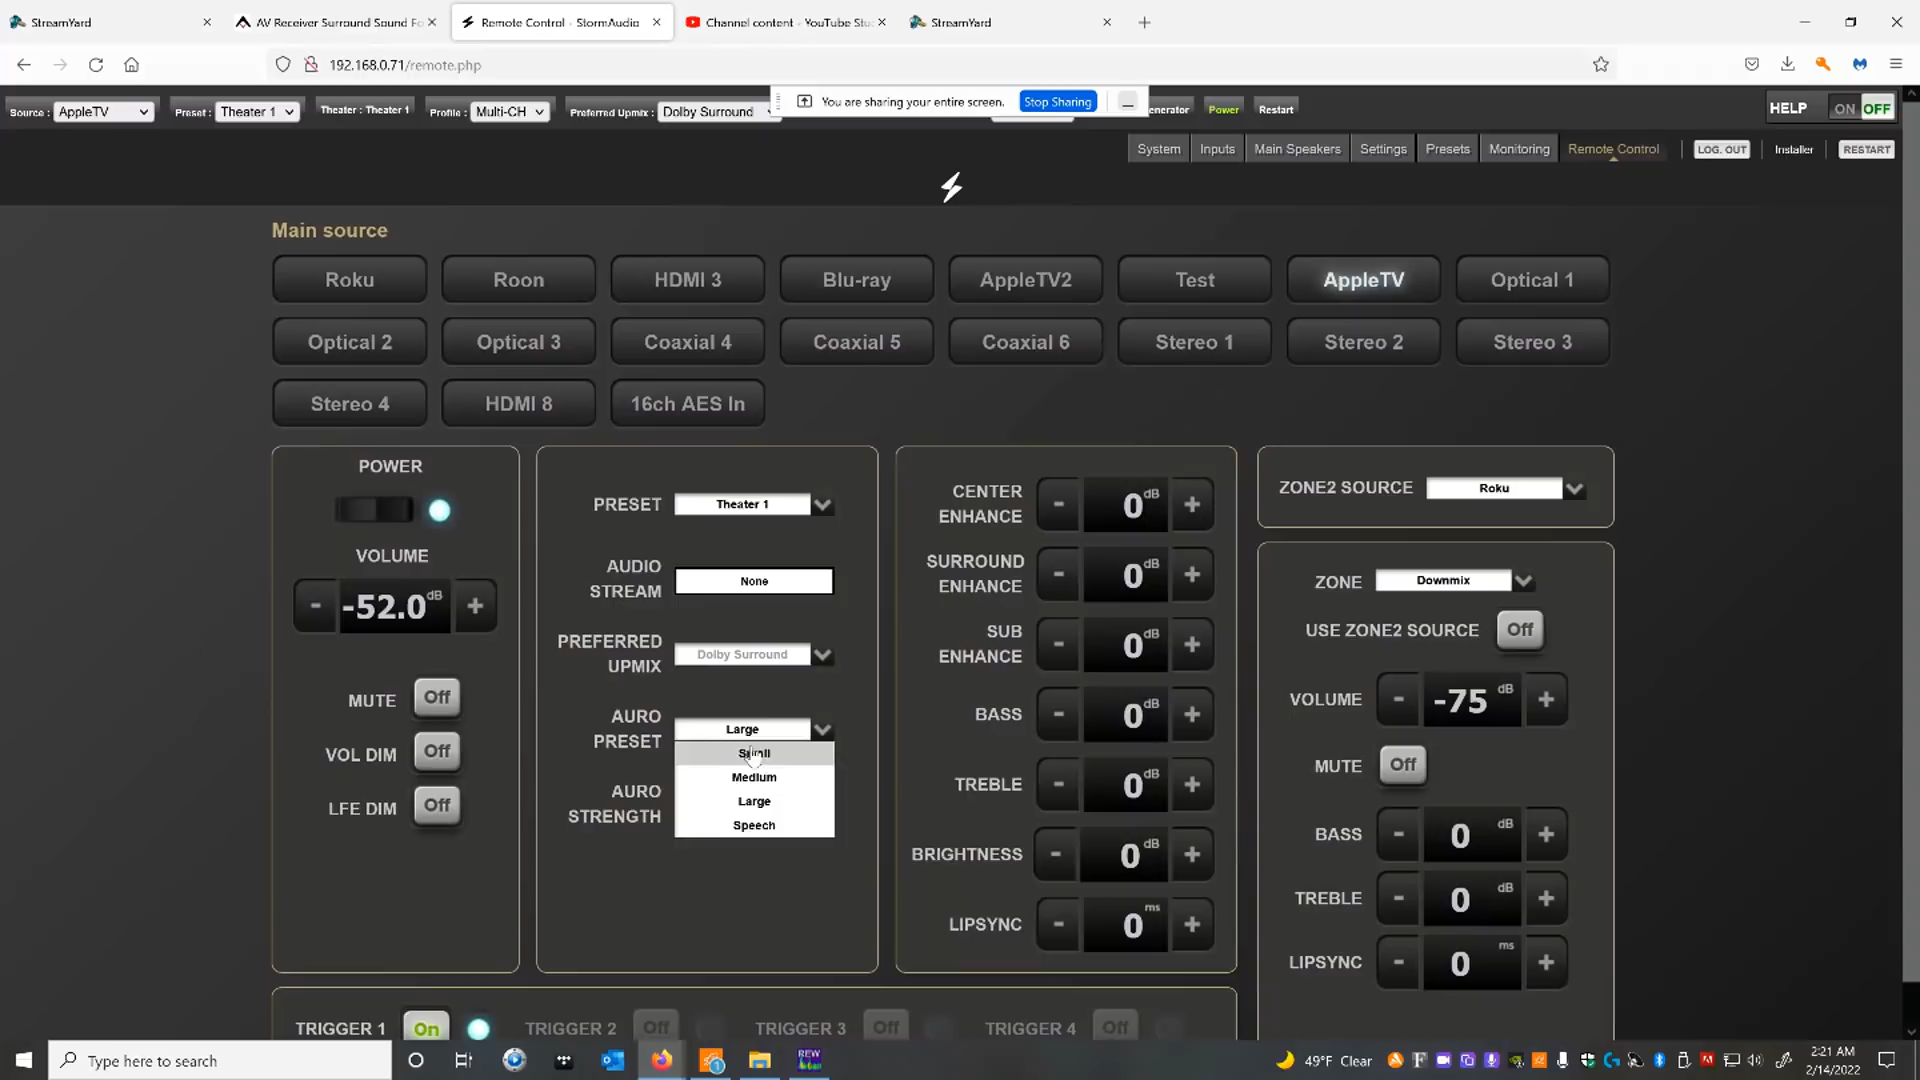 StreamYard
AV Receiver Surround Sound Fo
Remote Control - StormAudio
Channel content - YouTube Stu
StreamYard
192.168.0.71/remote.php
Source : AppleTV
Preset : Theater 1
Theater : Theater 1
Profile : Multi-CH
Preferred Upmix : Dolby Surround
You are sharing your entire screen.
Stop Sharing
enerator
Power
Restart
HELP
ON OFF
System
Inputs
Main Speakers
Settings
Presets
Monitoring
Remote Control
LOG. OUT
Installer
RESTART
Main source
Roku
Roon
HDMI 3
Blu-ray
AppleTV2
Test
AppleTV
Optical 1
Optical 2
Optical 3
Coaxial 4
Coaxial 5
Coaxial 6
Stereo 1
Stereo 2
Stereo 3
Stereo 4
HDMI 8
16ch AES In
POWER
VOLUME
- -52.0 dB +
MUTE Off
VOL DIM Off
LFE DIM Off
PRESET Theater 1
AUDIO
STREAM
None
PREFERRED
UPMIX
Dolby Surround
AURO
PRESET
Large
Medium
Large
Speech
AURO
STRENGTH
CENTER
ENHANCE
- 0 dB +
SURROUND
ENHANCE
- 0 dB +
SUB
ENHANCE
- 0 dB +
BASS - 0 dB +
TREBLE - 0 dB +
BRIGHTNESS - 0 dB +
LIPSYNC - 0 ms +
ZONE2 SOURCE Roku
ZONE Downmix
USE ZONE2 SOURCE Off
VOLUME - -75 dB +
MUTE Off
BASS - 0 dB +
TREBLE - 0 dB +
LIPSYNC - 0 ms +
TRIGGER 1 On
TRIGGER 2 Off
TRIGGER 3 Off
TRIGGER 4 Off
Type here to search
REW
49°F Clear
2:21 AM
2/14/2022